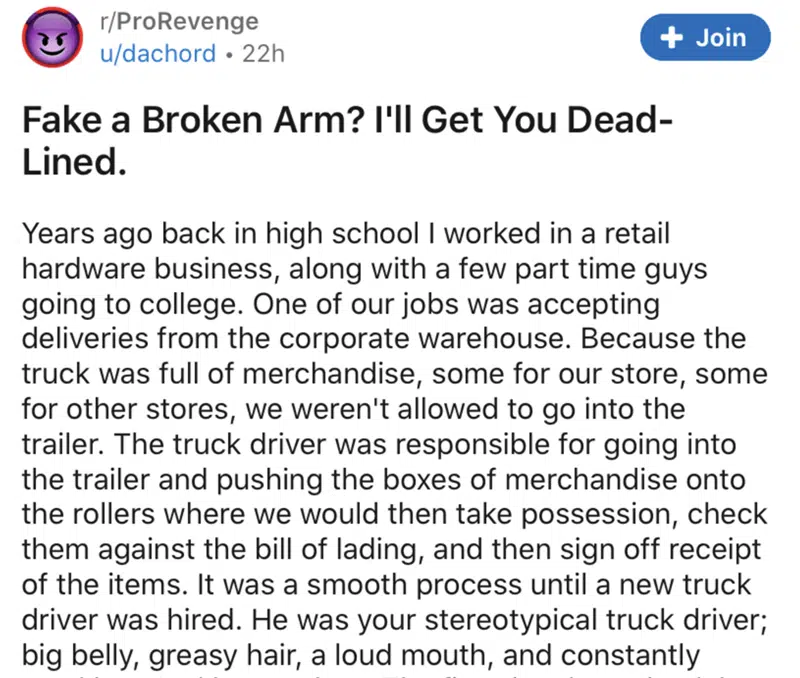 r/ProRevenge
u/dachord • 22h
+ Join
Fake a Broken Arm? I'll Get You Dead-
Lined.
Years ago back in high school I worked in a retail
hardware business, along with a few part time guys
going to college. One of our jobs was accepting
deliveries from the corporate warehouse. Because the
truck was full of merchandise, some for our store, some
for other stores, we weren't allowed to go into the
trailer. The truck driver was responsible for going into
the trailer and pushing the boxes of merchandise onto
the rollers where we would then take possession, check
them against the bill of lading, and then sign off receipt
of the items. It was a smooth process until a new truck
driver was hired. He was your stereotypical truck driver;
big belly, greasy hair, a loud mouth, and constantly